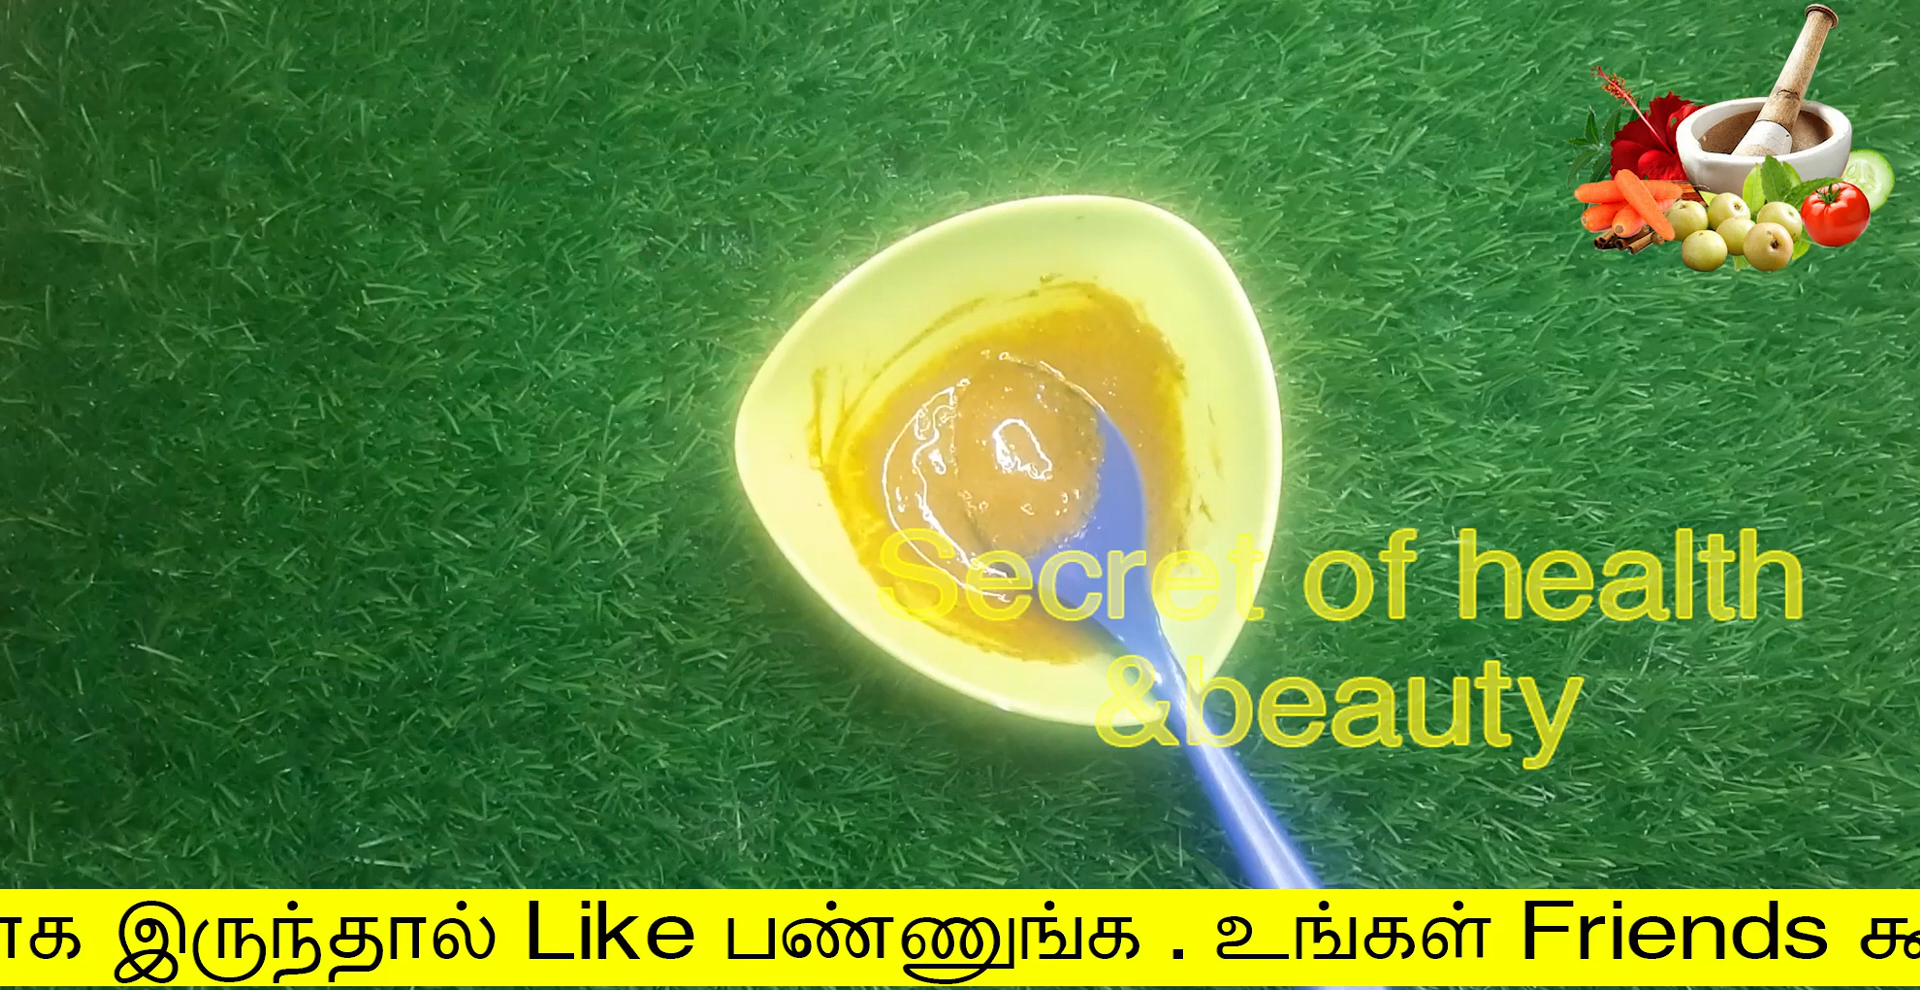 Secret of health
&beauty
இருந்தால் Like பண்ணுங்க . உங்கள் Friends